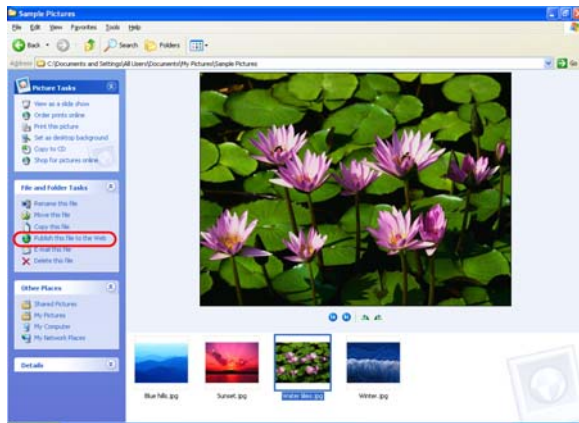 Sample Pictures
File Edit View Favorites Tools Help
Back Search Folders
Address C:\Documents and Settings\All Users\Documents\My Pictures\Sample Pictures Go
Picture Tasks
View as a slide show
Order prints online
Print this picture
Set as desktop background
Copy to CD
Shop for pictures online
File and Folder Tasks
Rename this file
Move this file
Copy this file
Publish this file to the Web
E-mail this file
Delete this file
Other Places
Shared Pictures
My Pictures
My Computer
My Network Places
Details
Blue hills.jpg Sunset.jpg Water lilies.jpg Winter.jpg